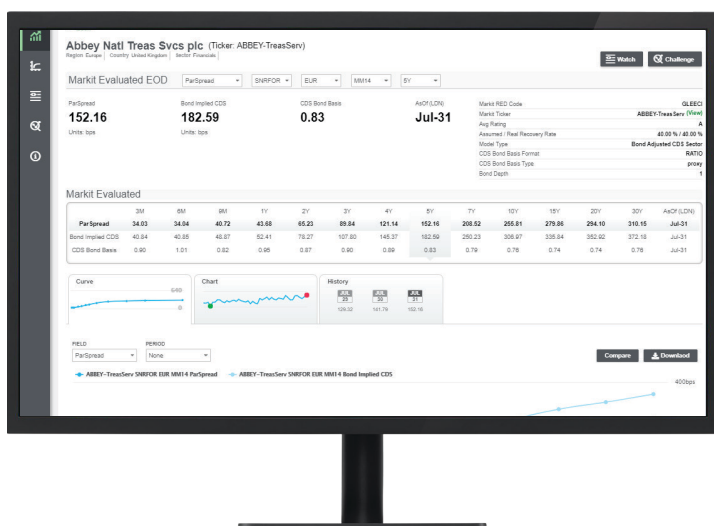 Abbey Natl Treas Svcs plc (Ticker: ABBEY-TreasServ)
Region Europe Country United Kingdom Sector Financials
Watch Challenge
Markit Evaluated EOD ParSpread SNRFOR EUR MM14 5Y
ParSpread Bond Implied CDS CDS Bond Basis AsOf (LDN)
152.16 182.59 0.83 Jul-31
Units: bps Units: bps
Markit RED Code GLEECI
Markit Ticker ABBEY-TreasServ (View)
Avg Rating A
Assumed / Real Recovery Rate 40.00 % / 40.00 %
Model Type Bond Adjusted CDS Sector
CDS Bond Basis Format RATIO
CDS Bond Basis Type proxy
Bond Depth 1
Markit Evaluated
3M 6M 9M 1Y 2Y 3Y 4Y 5Y 7Y 10Y 15Y 20Y 30Y AsOf (LDN)
ParSpread 34.03 34.04 40.72 43.68 65.23 89.84 121.14 152.16 208.52 255.81 279.86 294.10 310.15 Jul-31
Bond Implied CDS 40.84 40.85 48.87 52.41 78.27 107.80 145.37 182.59 250.23 306.97 335.84 352.92 372.18 Jul-31
CDS Bond Basis 0.90 1.01 0.82 0.95 0.87 0.90 0.89 0.83 0.79 0.76 0.74 0.74 0.76 Jul-31
Curve
640
0
Chart
History
JUL JUL JUL
29 30 31
139.32 141.79 152.16
FIELD PERIOD
ParSpread None
Compare Downlaod
ABBEY-TreasServ SNRFOR EUR MM14 ParSpread ABBEY-TreasServ SNRFOR EUR MM14 Bond Implied CDS
400bps